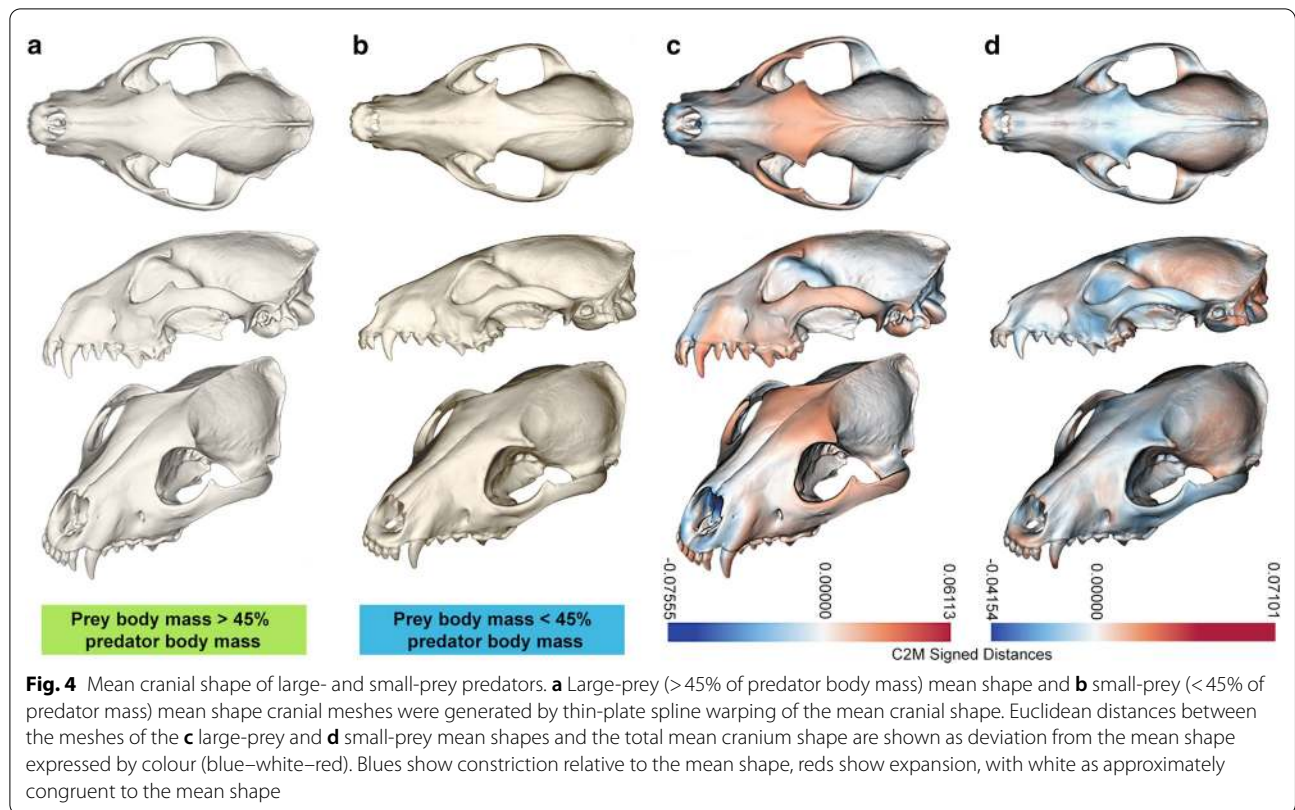 a
b
c
d
Prey body mass > 45%
predator body mass
Prey body mass < 45%
predator body mass
-0.07555
0.000000
0.06113
-0.04154
0.000000
0.07101
C2M Signed Distances
Fig. 4 Mean cranial shape of large- and small-prey predators. a Large-prey (> 45% of predator body mass) mean shape and b small-prey (< 45% of
predator mass) mean shape cranial meshes were generated by thin-plate spline warping of the mean cranial shape. Euclidean distances between
the meshes of the c large-prey and d small-prey mean shapes and the total mean cranium shape are shown as deviation from the mean shape
expressed by colour (blue–white–red). Blues show constriction relative to the mean shape, reds show expansion, with white as approximately
congruent to the mean shape